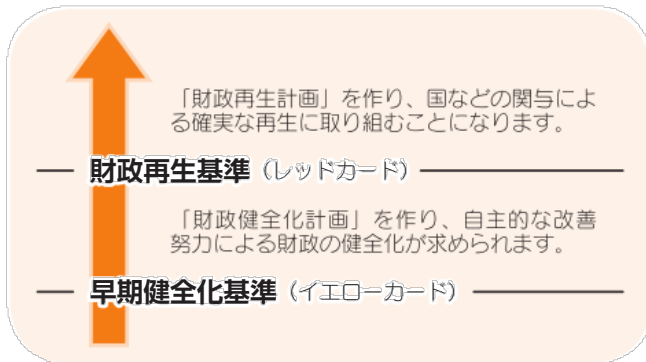 「財政再生計画」を作り、国などの関与によ
る確実な再生に取り組むことになります。
財政再生基準（レッドカード）
「財政健全化計画」を作り、自主的な改善
努力による財政の健全化が求められます。
早期健全化基準（イエローカード）